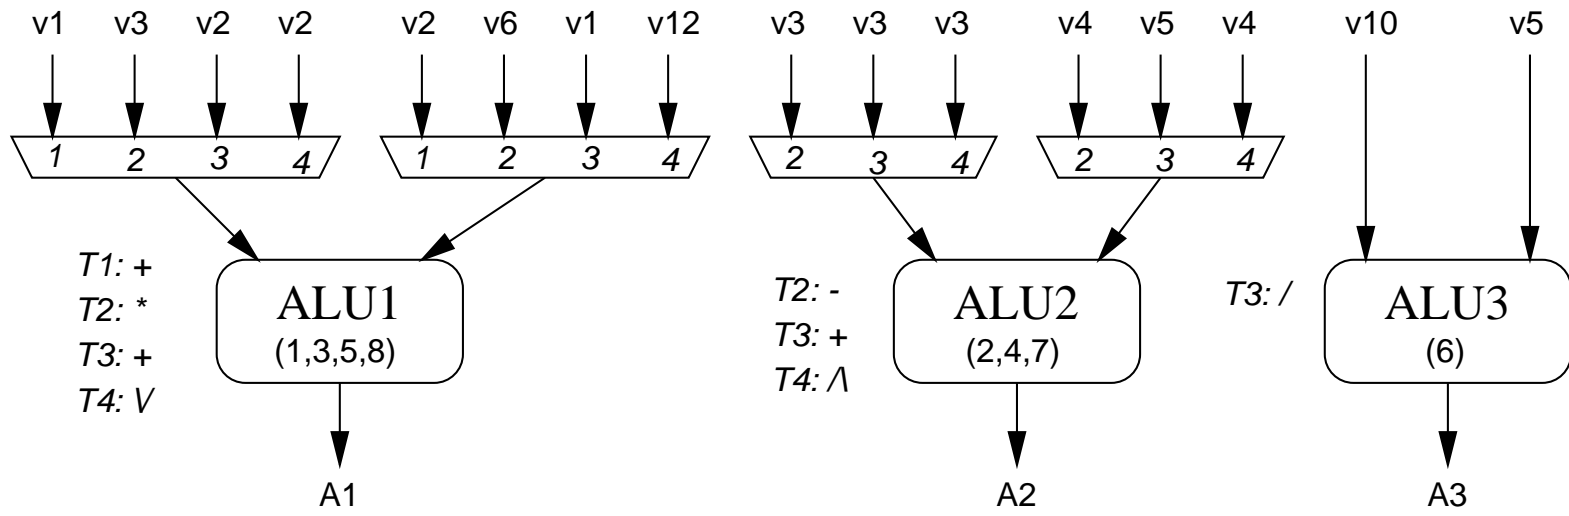 v1 v3 v2 v2 v2 v6 v1 v12 v3 v3 v3 v4 v5 v4 v10 v5
1 2 3 4 1 2 3 4 2 3 4 2 3 4
T1: +
T2: *
T3: +
T4: \/
ALU1
(1,3,5,8)
T2: -
T3: +
T4: /\
ALU2
(2,4,7)
T3: /
ALU3
(6)
A1 A2 A3